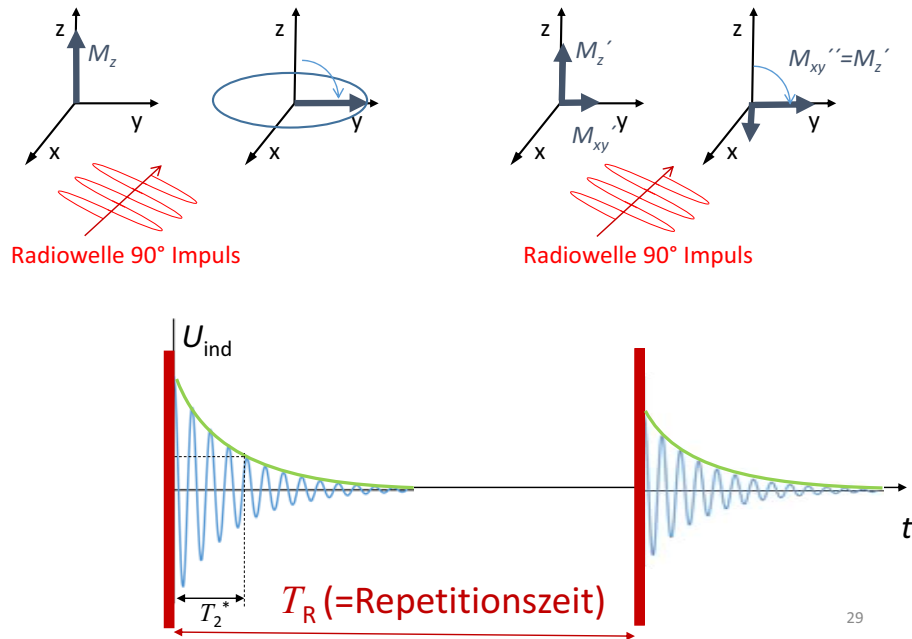 z
M_z
y
x
z
y
z
M_z´
y
M_xy´
x
z
M_xy´´=M_z´
y
x
Radiowelle 90° Impuls
Radiowelle 90° Impuls
U_ind
t
T_2^*
T_R (=Repetitionszeit)
29